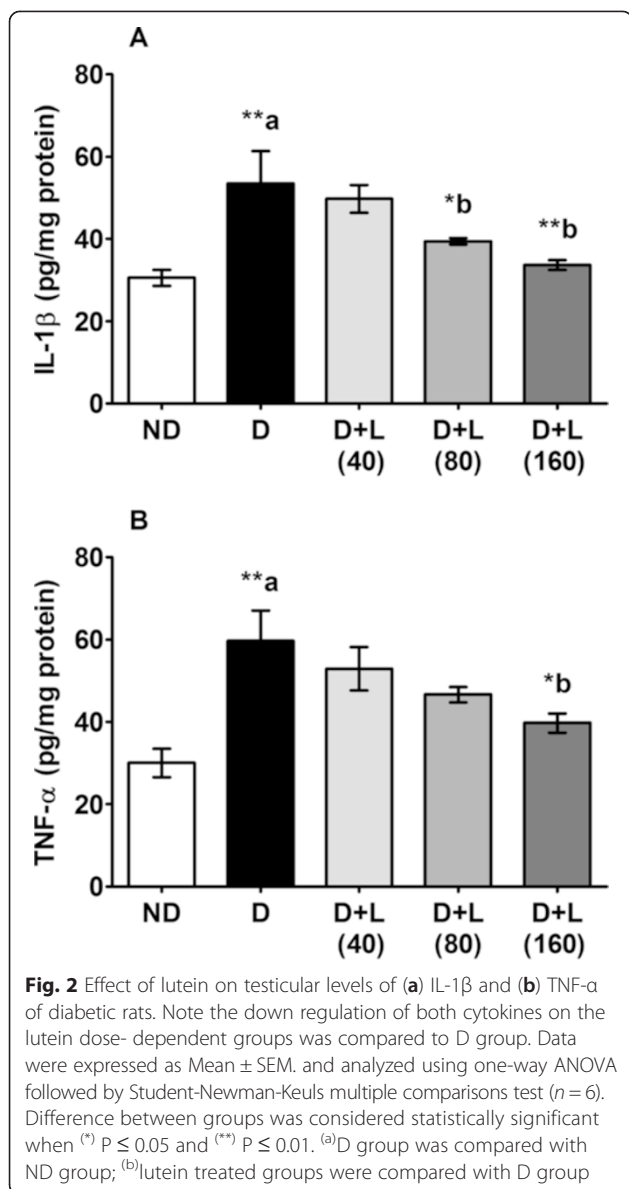 A
80
60
40
20
0
IL-1β (pg/mg protein)
**a
*b
**b
ND D D+L D+L D+L
(40) (80) (160)
B
80
60
40
20
0
TNF-α (pg/mg protein)
**a
*b
ND D D+L D+L D+L
(40) (80) (160)
Fig. 2 Effect of lutein on testicular levels of (a) IL-1β and (b) TNF-α
of diabetic rats. Note the down regulation of both cytokines on the
lutein dose- dependent groups was compared to D group. Data
were expressed as Mean ± SEM. and analyzed using one-way ANOVA
followed by Student-Newman-Keuls multiple comparisons test (n = 6).
Difference between groups was considered statistically significant
when (*) P ≤ 0.05 and (**) P ≤ 0.01. (a)D group was compared with
ND group; (b)lutein treated groups were compared with D group